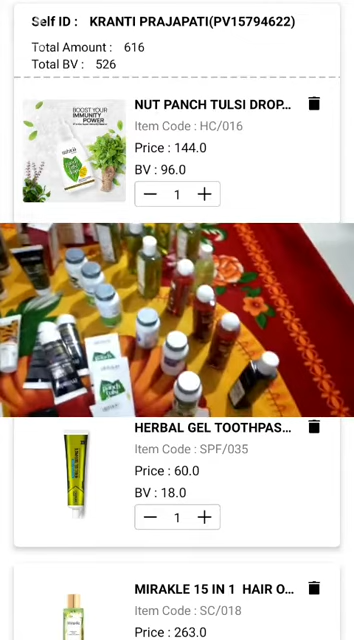 Self ID : KRANTI PRAJAPATI(PV15794622)
Total Amount : 616
Total BV : 526
BOOST YOUR
IMMUNITY
POWER
NUT PANCH TULSI DROP...
Item Code : HC/016
Price : 144.0
BV : 96.0
1
Panch
Tulsi
HERBAL GEL TOOTHPAS...
Item Code : SPF/035
Price : 60.0
BV : 18.0
1
MIRAKLE 15 IN 1 HAIR O...
Item Code : SC/018
Price : 263.0